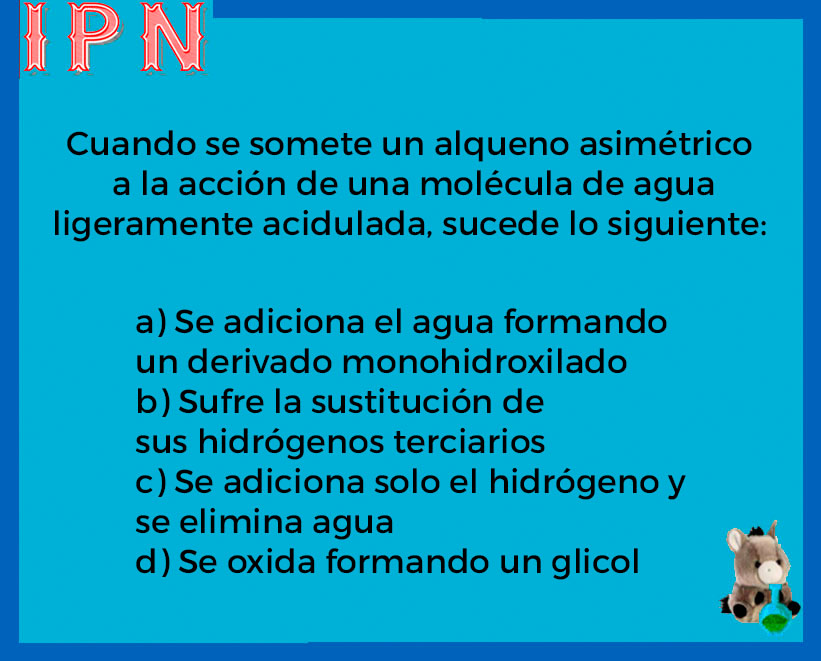 IPN
Cuando se somete un alqueno asimétrico
a la acción de una molécula de agua
ligeramente acidulada, sucede lo siguiente:
a) Se adiciona el agua formando
un derivado monohidroxilado
b) Sufre la sustitución de
sus hidrógenos terciarios
c) Se adiciona solo el hidrógeno y
se elimina agua
d) Se oxida formando un glicol